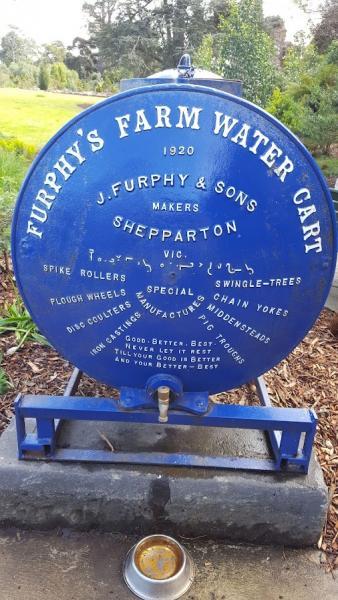 FURPHY'S FARM WATER CART
1920
J. FURPHY & SONS
MAKERS
SHEPPARTON
VIC.
SPIKE ROLLERS
PLOUGH WHEELS
DISC COULTERS
IRON CASTINGS
SPECIAL
MANUFACTURES
SWINGLE-TREES
CHAIN YOKES
MIDDENSTEADS
PIG TROUGHS
GOOD-BETTER-BEST-
NEVER LET IT REST
TILL YOUR GOOD IS BETTER
AND YOUR BETTER-BEST